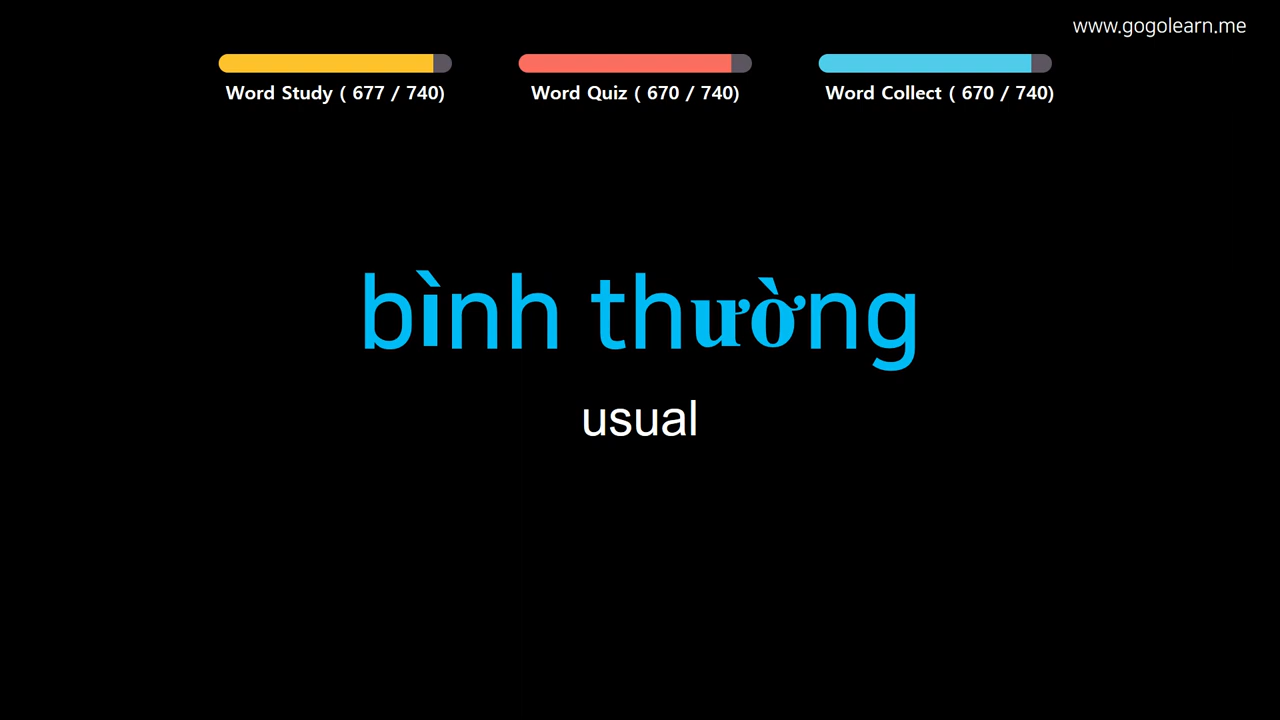 www.gogolearn.me
Word Study ( 677 / 740)
Word Quiz ( 670 / 740)
Word Collect ( 670 / 740)
bình thường
usual